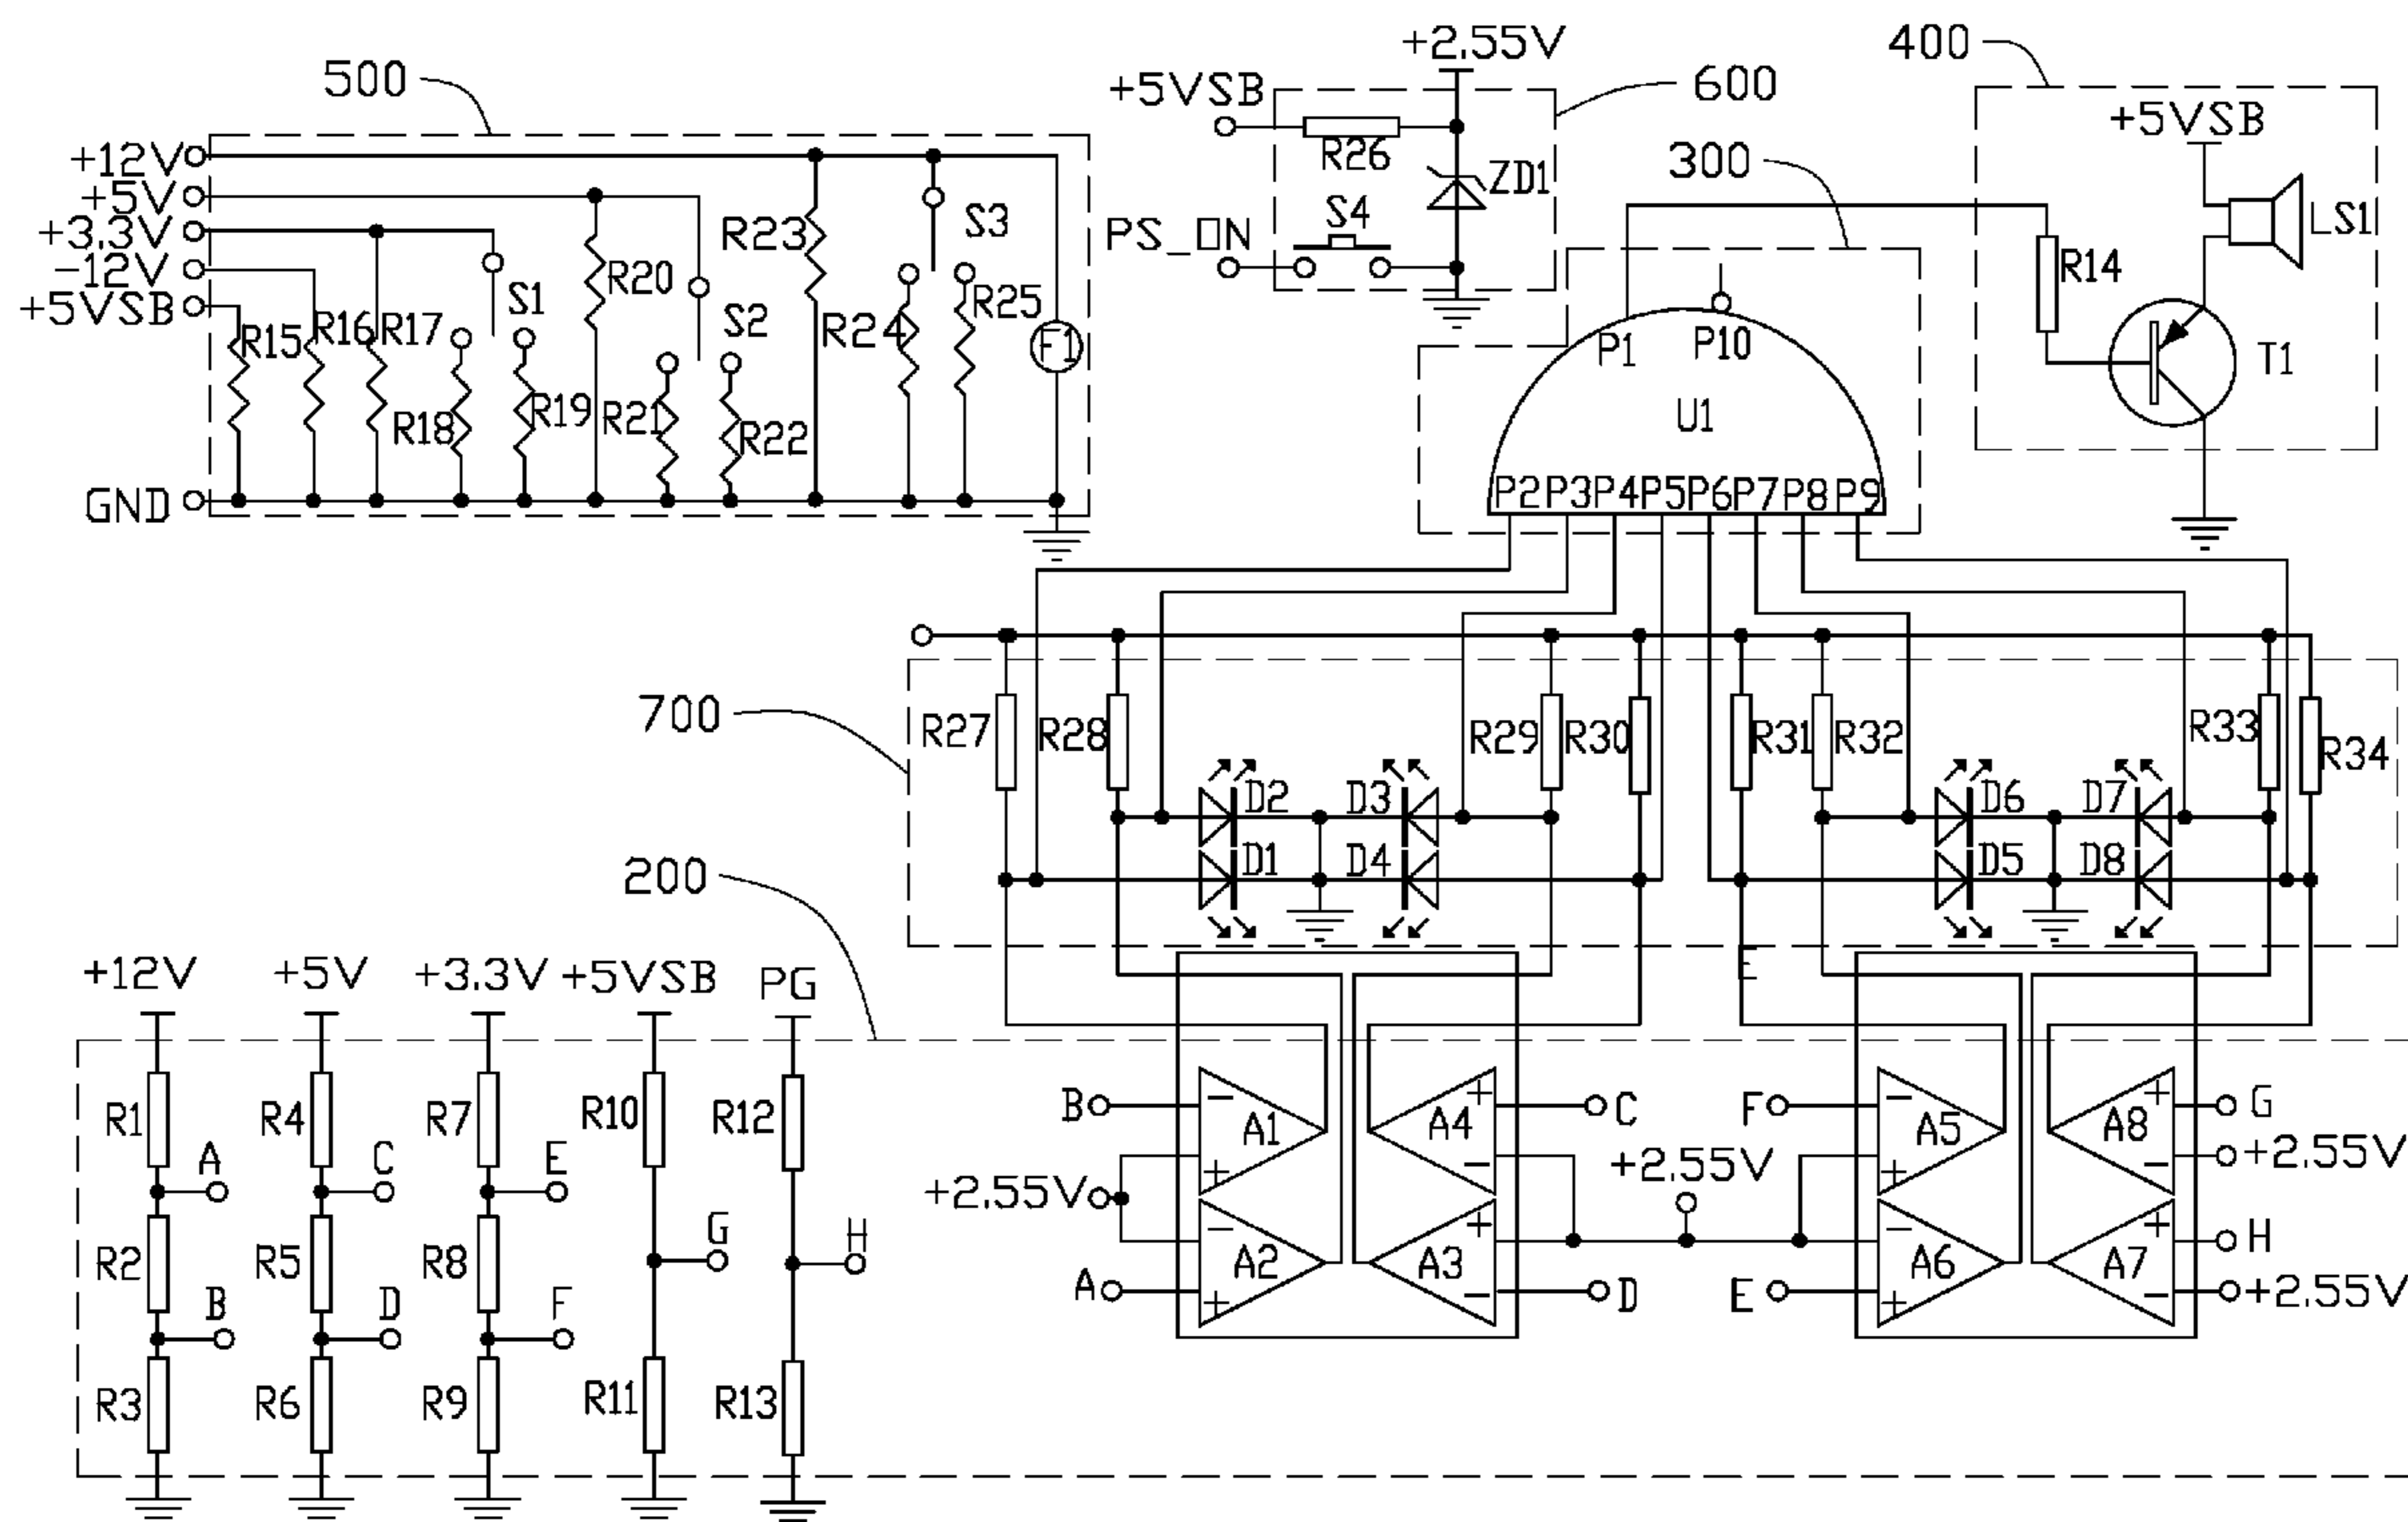 500
+12V
+5V
+3.3V
-12V
+5VSB
GND
R15
R16
R17
R18
S1
R19
R20
R21
S2
R22
R23
R24
S3
R25
F1
+2.55V
600
+5VSB
R26
ZD1
PS_ON
S4
400
+5VSB
LS1
R14
T1
300
P1
P10
U1
P2 P3 P4 P5 P6 P7 P8 P9
700
R27
R28
R29
R30
R31
R32
R33
R34
D2
D3
D1
D4
D6
D7
D5
D8
E
200
+12V
+5V
+3.3V
+5VSB
PG
R1
R4
R7
R10
R12
A
C
E
G
H
R2
R5
R8
B
D
F
R3
R6
R9
R11
R13
B
A1
A4
C
+2.55V
A2
A3
A
D
+2.55V
F
A5
A8
G
+2.55V
A6
A7
H
E
+2.55V